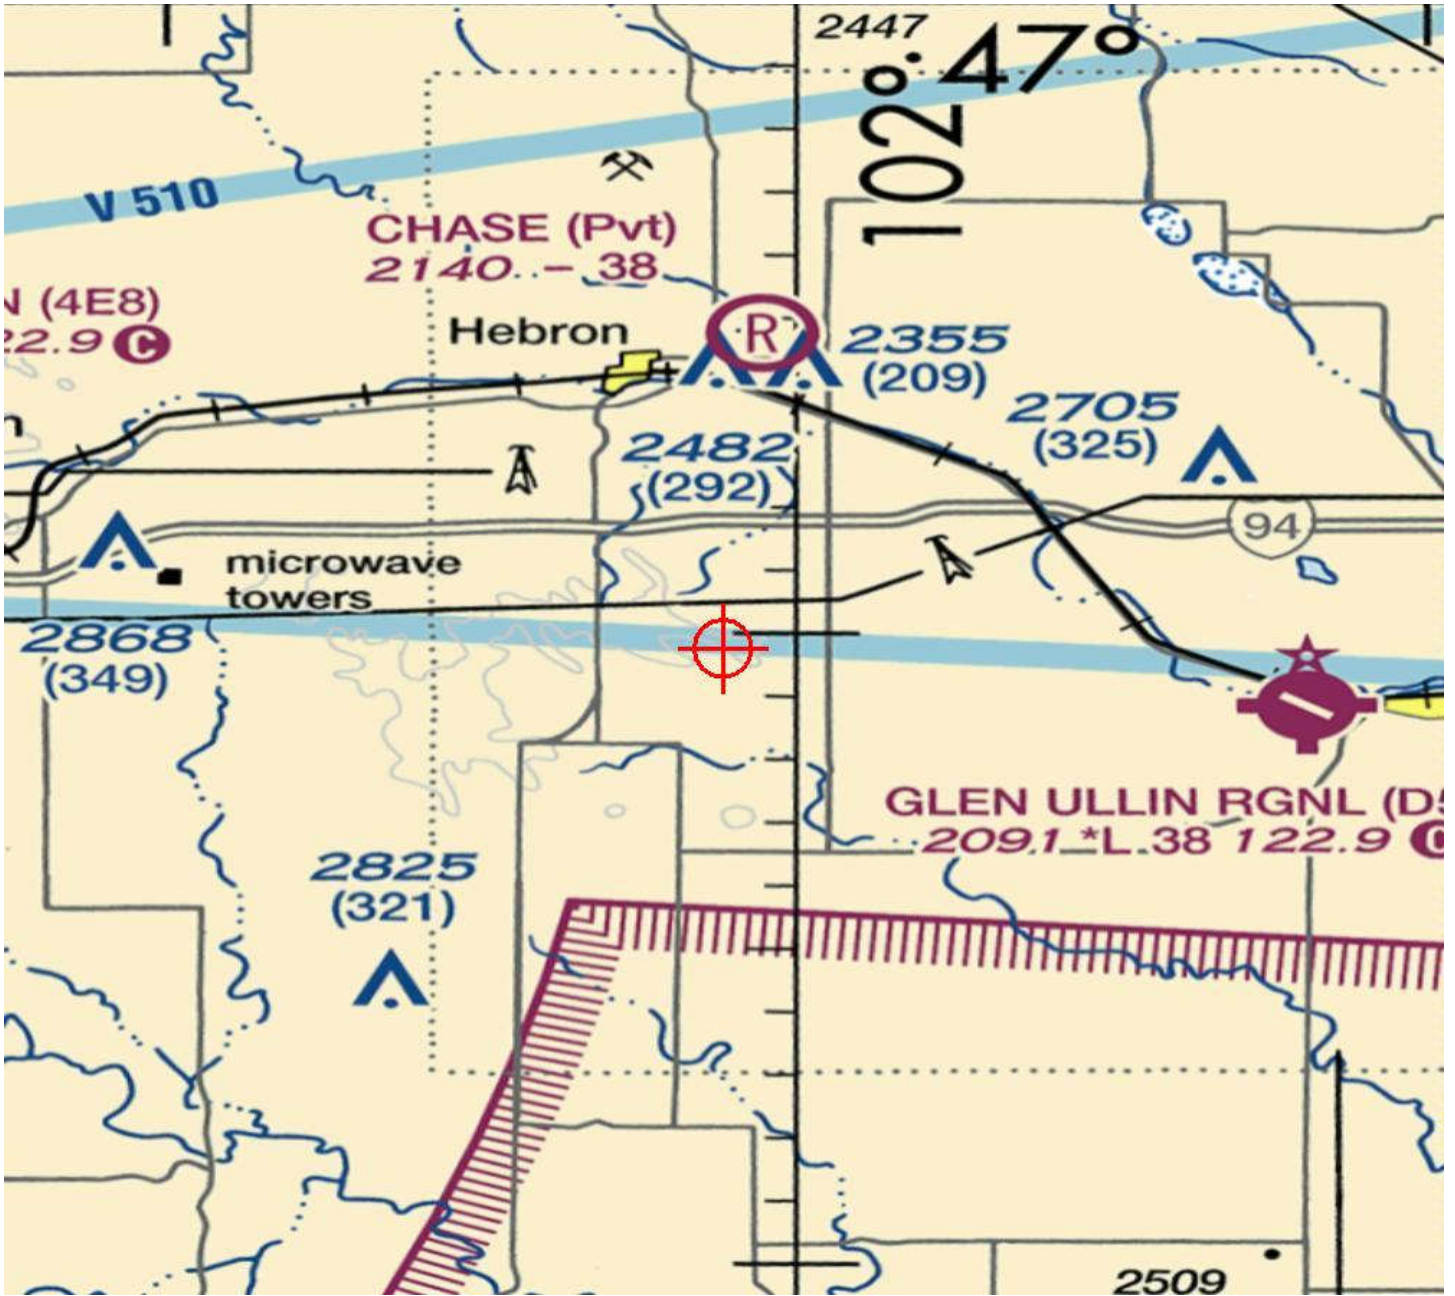 2447
102°
47°
V 510
CHASE (Pvt)
2140 - 38
N (4E8)
22.9 C
Hebron
R
2355
(209)
2705
(325)
2482
(292)
94
microwave
towers
2868
(349)
GLEN ULLIN RGNL (D5
2091 *L 38 122.9 C
2825
(321)
2509